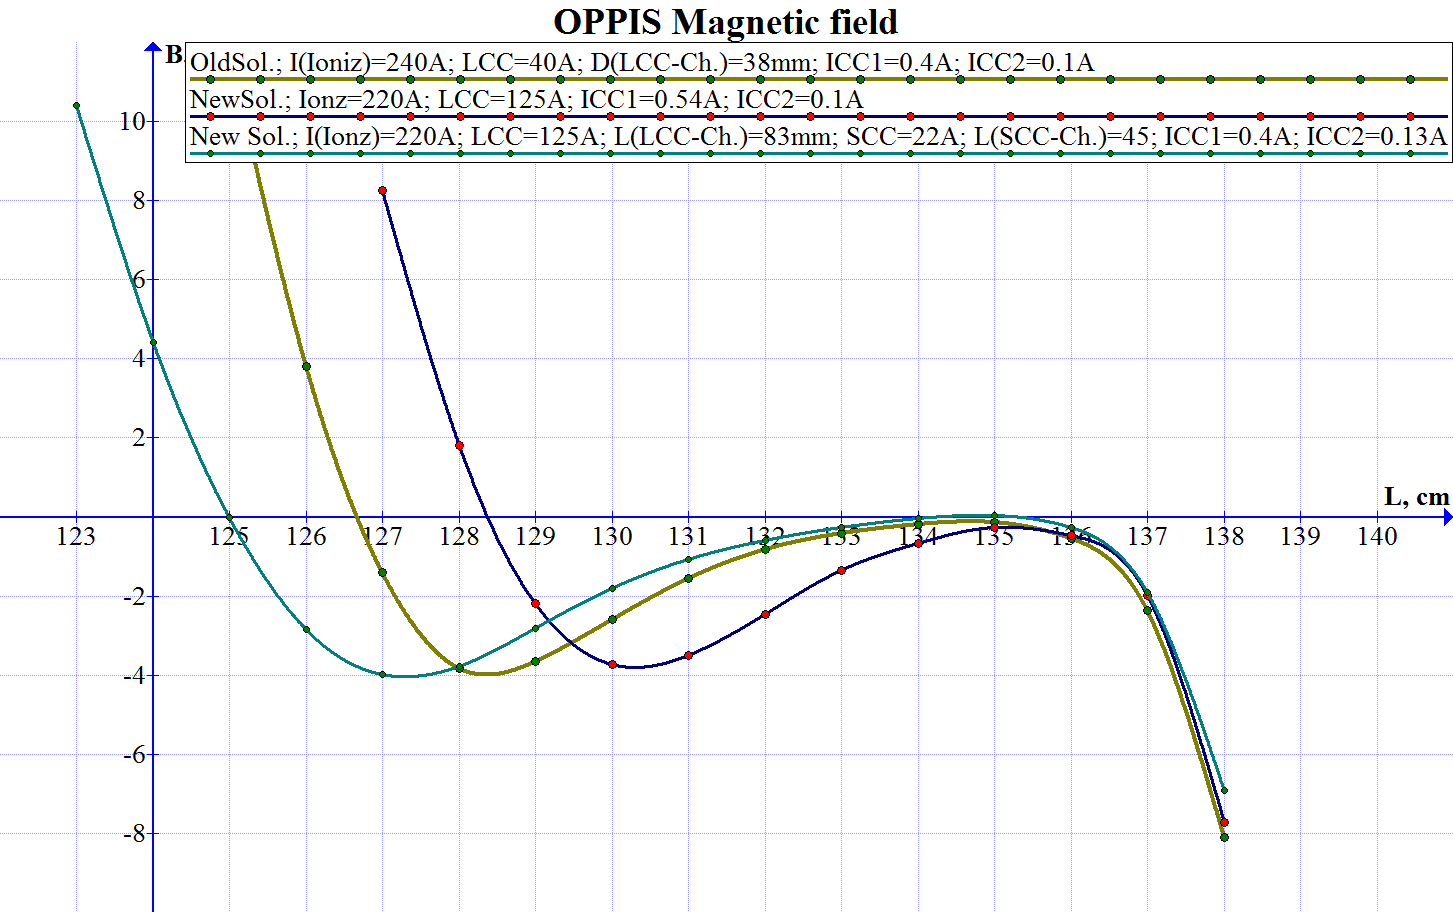 OPPIS Magnetic field
B
OldSol.; I(Ioniz)=240A; LCC=40A; D(LCC-Ch.)=38mm; ICC1=0.4A; ICC2=0.1A
NewSol.; Ionz=220A; LCC=125A; ICC1=0.54A; ICC2=0.1A
New Sol.; I(Ionz)=220A; LCC=125A; L(LCC-Ch.)=83mm; SCC=22A; L(SCC-Ch.)=45; ICC1=0.4A; ICC2=0.13A
10
8
6
4
2
L, cm
123 125 126 127 128 129 130 131 132 133 134 135 136 137 138 139 140
-2
-4
-6
-8